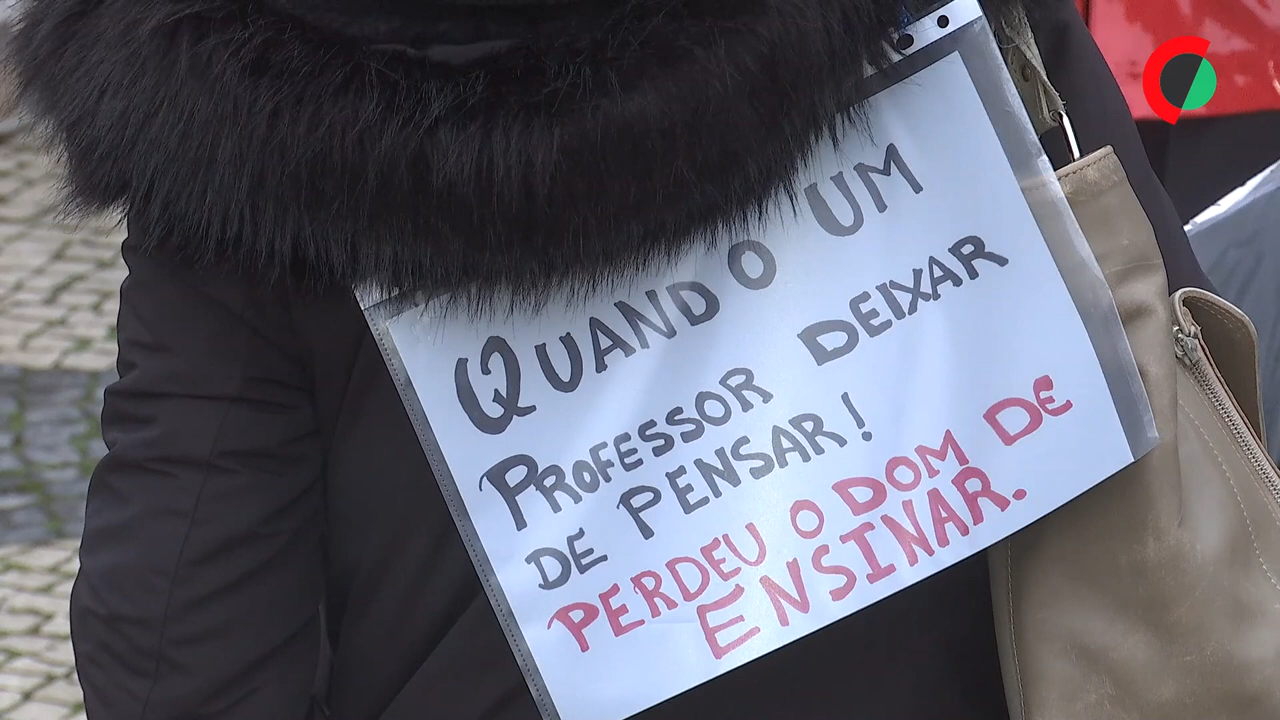 QUANDO O UM
PROFESSOR DEIXAR
DE PENSAR!
PERDEU O DOM DE
ENSINAR.